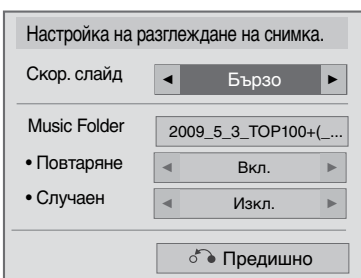 Настройка на разглеждане на снимка.
Скор. слайд ◄ Бързо ►
Music Folder 2009_5_3_TOP100+(_...
• Повтаряне ◄ Вкл. ►
• Случаен ◄ Изкл. ►
Предишно